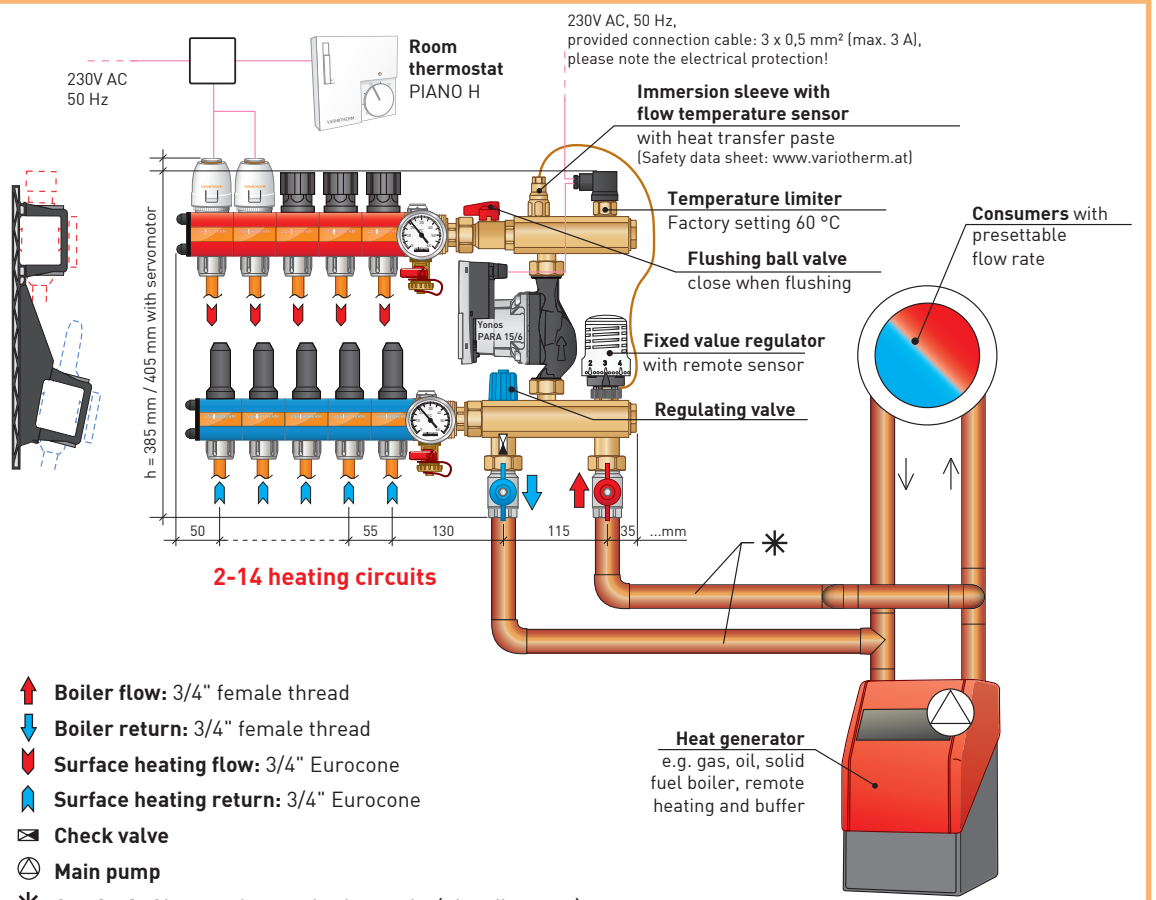 230V AC, 50 Hz,
provided connection cable: 3 x 0,5 mm² (max. 3 A),
please note the electrical protection!
230V AC
50 Hz
Room
thermostat
PIANO H
Immersion sleeve with
flow temperature sensor
with heat transfer paste
(Safety data sheet: www.variotherm.at)
Temperature limiter
Factory setting 60 °C
Flushing ball valve
close when flushing
Consumers with
presettable
flow rate
Yonos
PARA 15/6
2 3 4
Fixed value regulator
with remote sensor
Regulating valve
h = 385 mm / 405 mm with servomotor
50
55
130
115
35
...mm
2-14 heating circuits
Boiler flow: 3/4" female thread
Boiler return: 3/4" female thread
Surface heating flow: 3/4" Eurocone
Surface heating return: 3/4" Eurocone
Check valve
Main pump
Heat generator
e.g. gas, oil, solid
fuel boiler, remote
heating and buffer